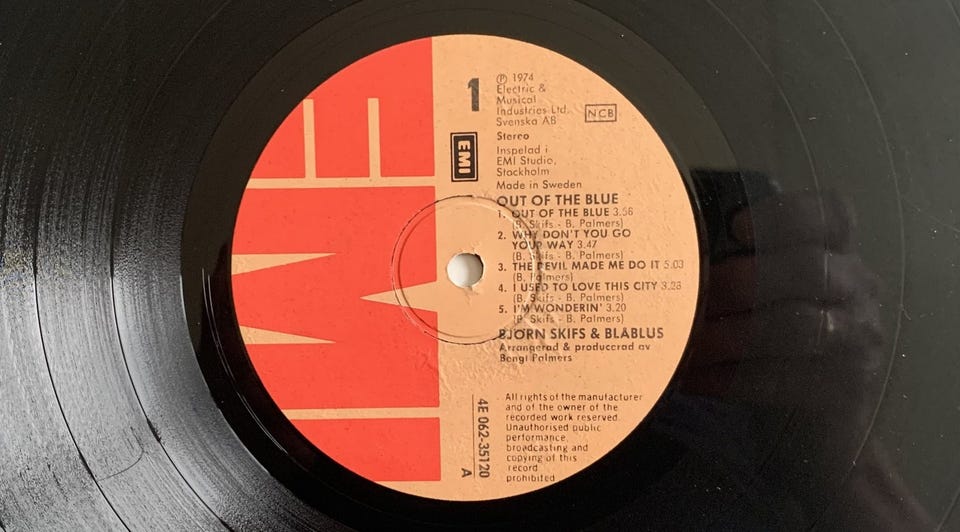 EMI
1
℗ 1974
Electric &
Musical
Industries Ltd.
Svenska AB
NCB
Stereo
EMI
Inspelad i
EMI Studio,
Stockholm
Made in Sweden
OUT OF THE BLUE
1. OUT OF THE BLUE 3.56
(B. Skifs - B. Palmers)
2. WHY DON'T YOU GO
YOUR WAY 3.47
(B. Skifs - B. Palmers)
3. THE DEVIL MADE ME DO IT 5.03
(B. Palmers)
4. I USED TO LOVE THIS CITY 3.28
(B. Skifs - B. Palmers)
5. I'M WONDERIN' 3.20
(B. Skifs - B. Palmers)
BJÖRN SKIFS & BLÅBLUS
Arrangerad & producerad av
Bengt Palmers
4E 062-35120
A
All rights of the manufacturer
and of the owner of the
recorded work reserved.
Unauthorised public
performance,
broadcasting and
copying of this
record
prohibited